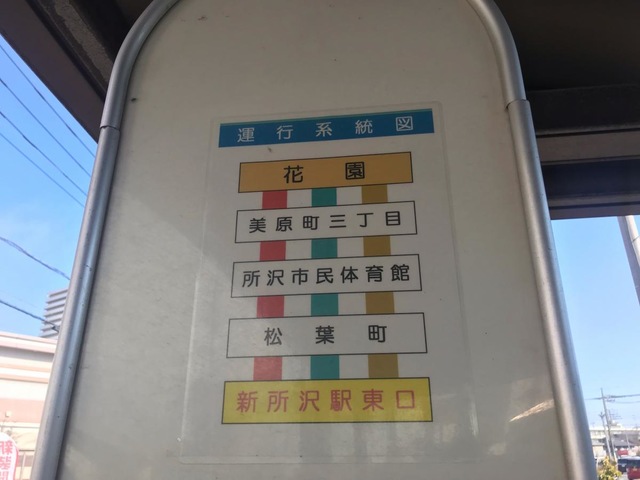 運行系統図
花園
美原町三丁目
所沢市民体育館
松葉町
新所沢駅東口